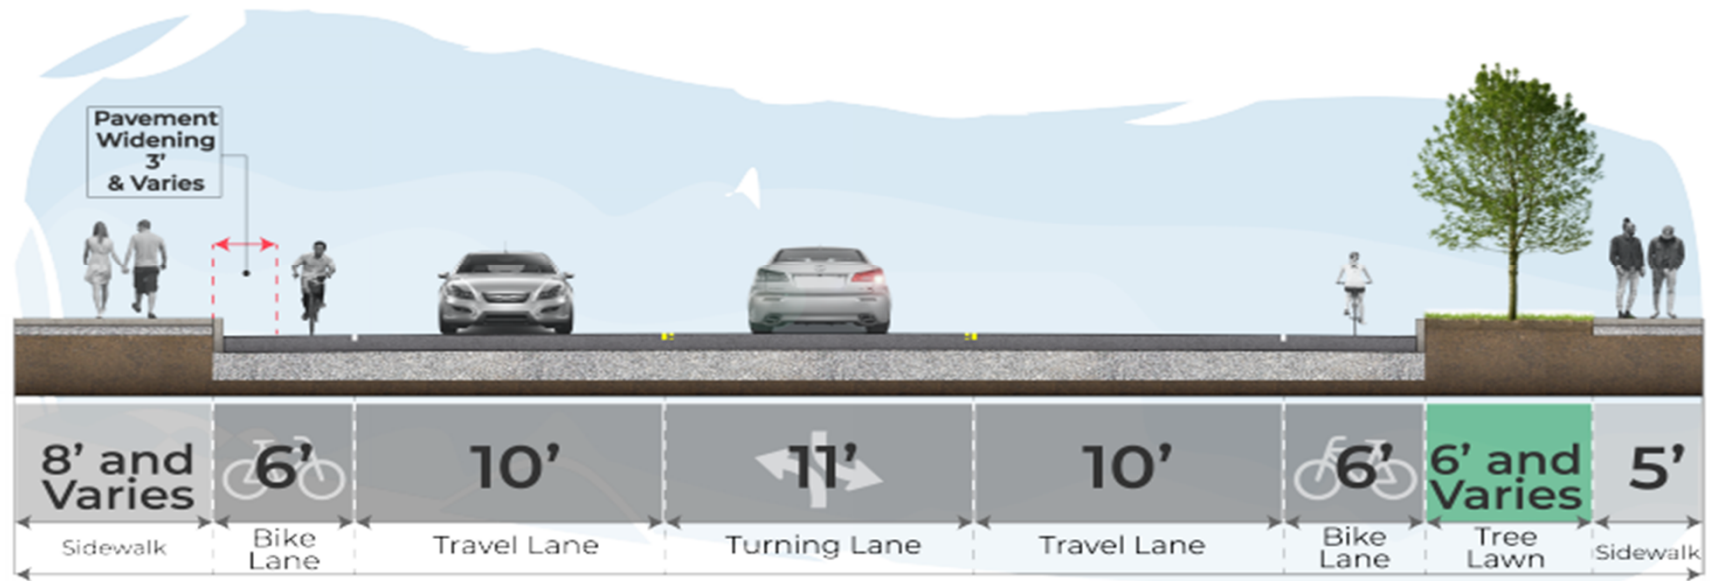 Pavement
Widening
3’
& Varies
8’ and
Varies
6’
10’
11’
10’
6’
6’ and
Varies
5’
Sidewalk
Bike
Lane
Travel Lane
Turning Lane
Travel Lane
Bike
Lane
Tree
Lawn
Sidewalk